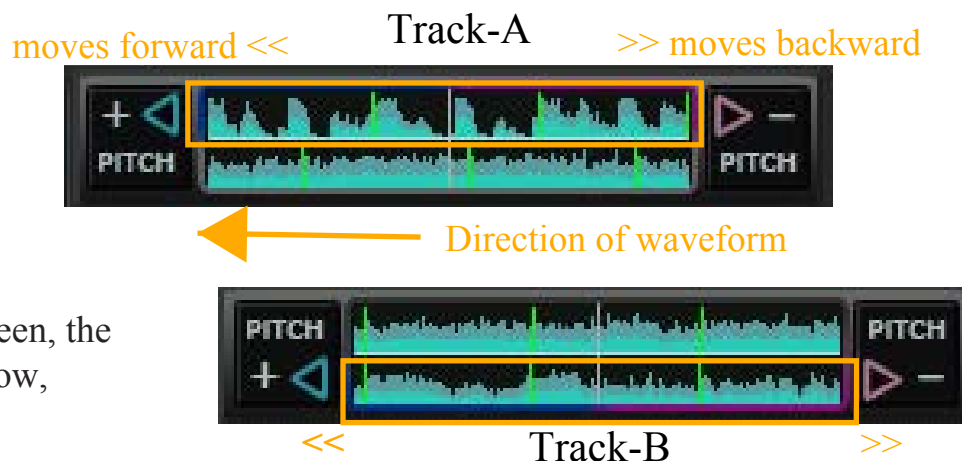 Track-A
moves forward << >> moves backward
+ −
PITCH PITCH
Direction of waveform
een, the
ow,
PITCH PITCH
+ −
<< Track-B >>